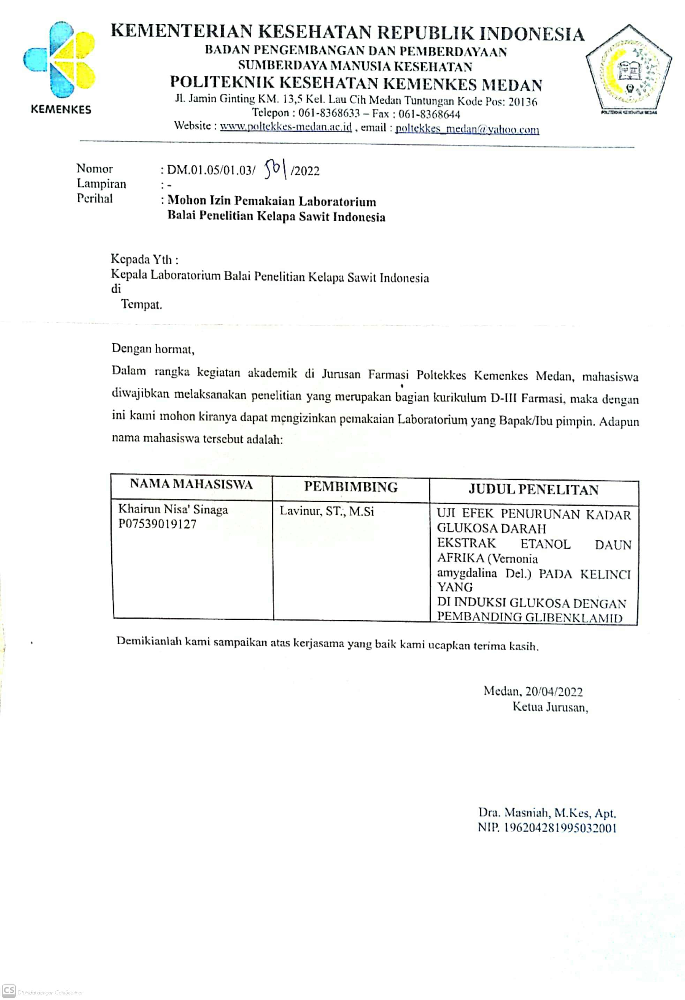 KEMENTERIAN KESEHATAN REPUBLIK INDONESIA
BADAN PENGEMBANGAN DAN PEMBERDAYAAN
SUMBERDAYA MANUSIA KESEHATAN
POLITEKNIK KESEHATAN KEMENKES MEDAN
Jl. Jamin Ginting KM. 13,5 Kel. Lau Cih Medan Tuntungan Kode Pos: 20136
Telepon : 061-8368633 – Fax : 061-8368644
Website : www.poltekkes-medan.ac.id , email : poltekkes_medan@yahoo.com
KEMENKES
POLITEKNIK KESEHATAN MEDAN
Nomor : DM.01.05/01.03/ 501 /2022
Lampiran : -
Perihal : Mohon Izin Pemakaian Laboratorium
Balai Penelitian Kelapa Sawit Indonesia
Kepada Yth :
Kepala Laboratorium Balai Penelitian Kelapa Sawit Indonesia
di
Tempat.
Dengan hormat,
Dalam rangka kegiatan akademik di Jurusan Farmasi Poltekkes Kemenkes Medan, mahasiswa
diwajibkan melaksanakan penelitian yang merupakan bagian kurikulum D-III Farmasi, maka dengan
ini kami mohon kiranya dapat mengizinkan pemakaian Laboratorium yang Bapak/Ibu pimpin. Adapun
nama mahasiswa tersebut adalah:
NAMA MAHASISWA PEMBIMBING JUDUL PENELITAN
Khairun Nisa' Sinaga
P07539019127
Lavinur, ST., M.Si
UJI EFEK PENURUNAN KADAR
GLUKOSA DARAH
EKSTRAK ETANOL DAUN
AFRIKA (Vernonia
amygdalina Del.) PADA KELINCI
YANG
DI INDUKSI GLUKOSA DENGAN
PEMBANDING GLIBENKLAMID
Demikianlah kami sampaikan atas kerjasama yang baik kami ucapkan terima kasih.
Medan, 20/04/2022
Ketua Jurusan,
Dra. Masniah, M.Kes, Apt.
NIP. 196204281995032001
CS Dipindai dengan CamScanner